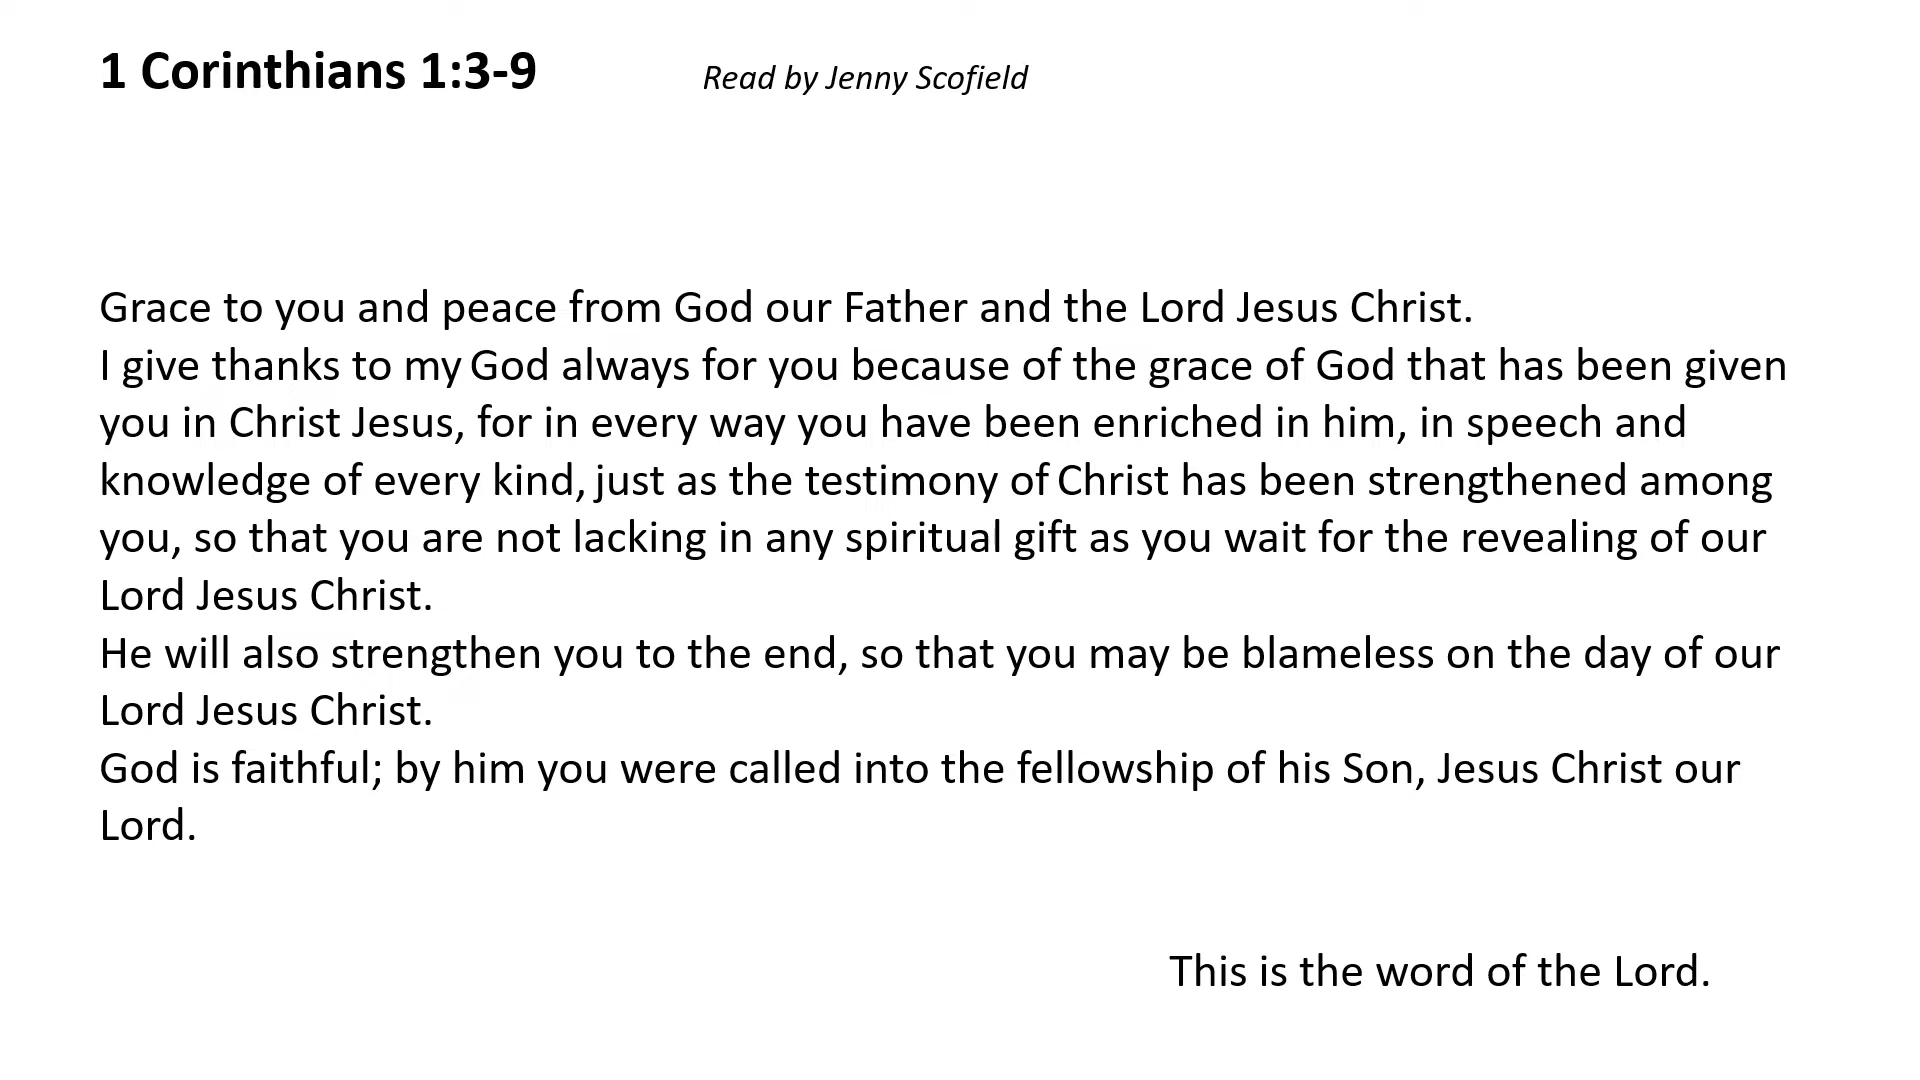 1 Corinthians 1:3-9
Read by Jenny Scofield
Grace to you and peace from God our Father and the Lord Jesus Christ.
I give thanks to my God always for you because of the grace of God that has been given
you in Christ Jesus, for in every way you have been enriched in him, in speech and
knowledge of every kind, just as the testimony of Christ has been strengthened among
you, so that you are not lacking in any spiritual gift as you wait for the revealing of our
Lord Jesus Christ.
He will also strengthen you to the end, so that you may be blameless on the day of our
Lord Jesus Christ.
God is faithful; by him you were called into the fellowship of his Son, Jesus Christ our
Lord.
This is the word of the Lord.